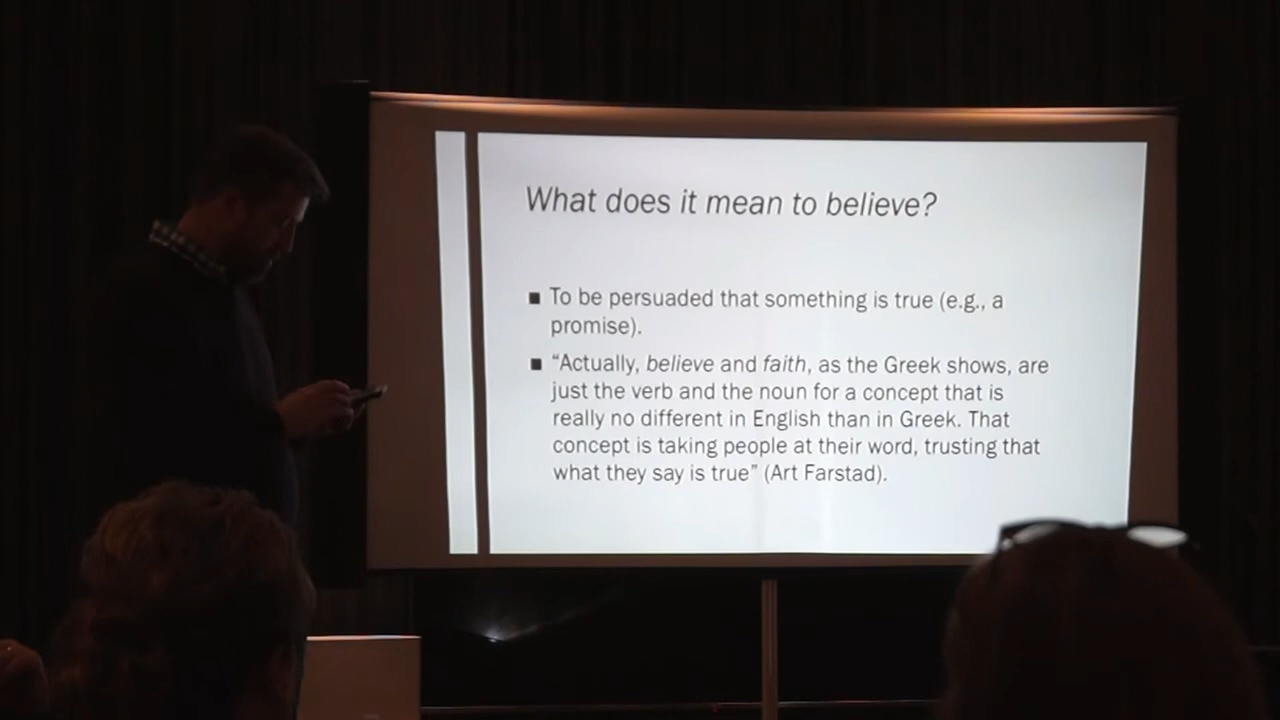 What does it mean to believe?
■ To be persuaded that something is true (e.g., a
promise).
■ “Actually, believe and faith, as the Greek shows, are
just the verb and the noun for a concept that is
really no different in English than in Greek. That
concept is taking people at their word, trusting that
what they say is true” (Art Farstad).